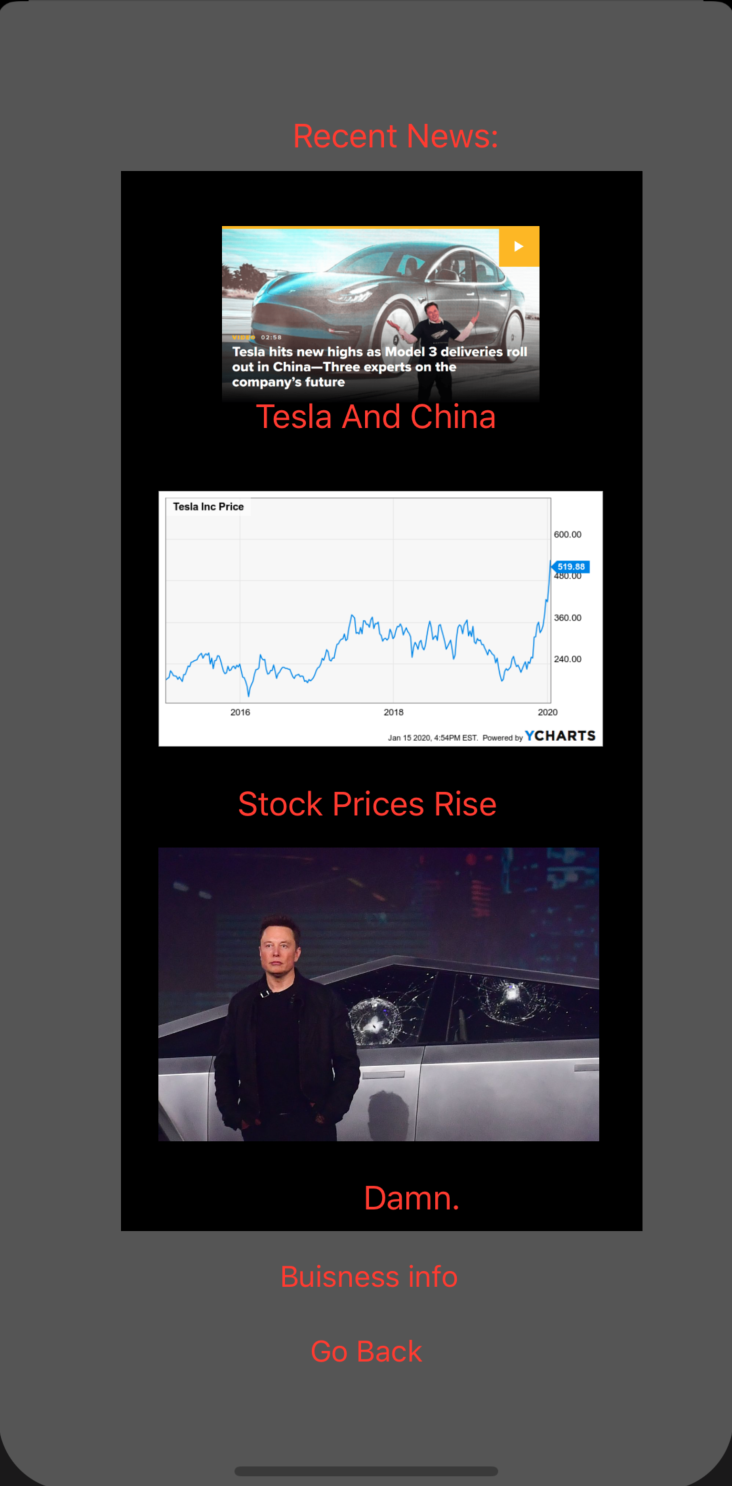 Recent News:
VIDEO 02:56
Tesla hits new highs as Model 3 deliveries roll
out in China—Three experts on the
company's future
Tesla And China
Tesla Inc Price
600.00
519.88
480.00
360.00
240.00
2016 2018 2020
Jan 15 2020, 4:54PM EST. Powered by YCHARTS
Stock Prices Rise
Damn.
Buisness info
Go Back